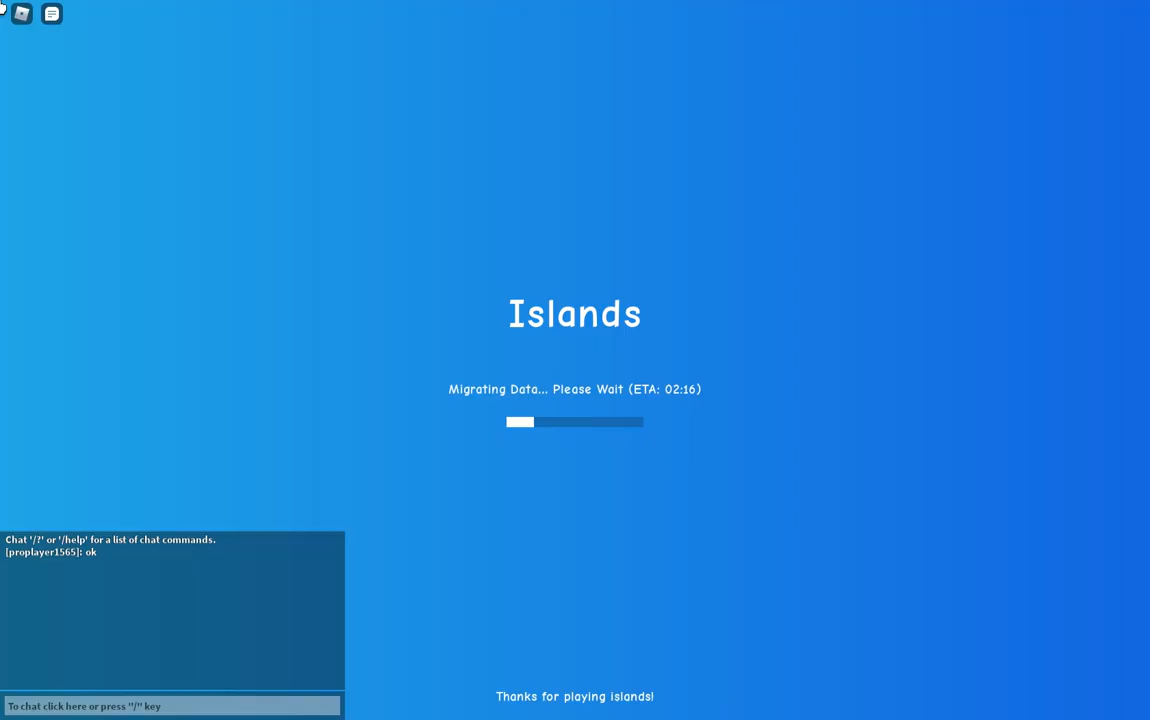 Islands
Migrating Data... Please Wait (ETA: 02:16)
Chat '/?' or '/help' for a list of chat commands.
[proplayer1565]: ok
Thanks for playing islands!
To chat click here or press "/" key